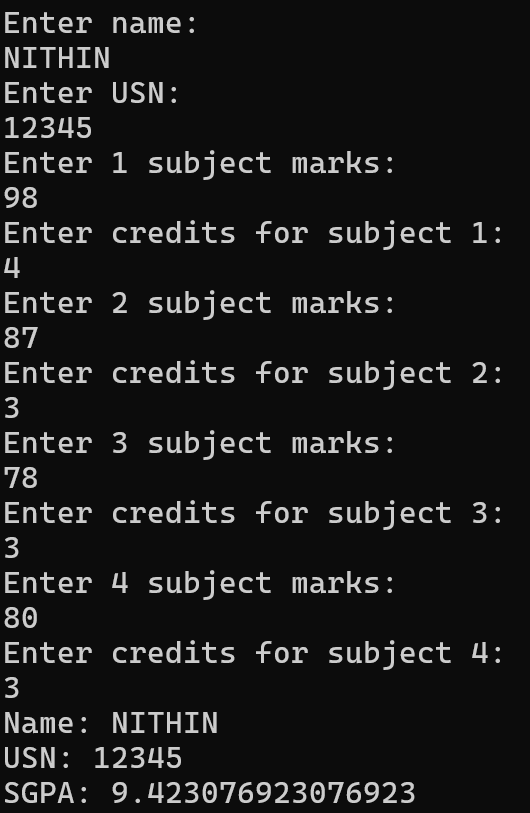 Enter name:
NITHIN
Enter USN:
12345
Enter 1 subject marks:
98
Enter credits for subject 1:
4
Enter 2 subject marks:
87
Enter credits for subject 2:
3
Enter 3 subject marks:
78
Enter credits for subject 3:
3
Enter 4 subject marks:
80
Enter credits for subject 4:
3
Name: NITHIN
USN: 12345
SGPA: 9.423076923076923